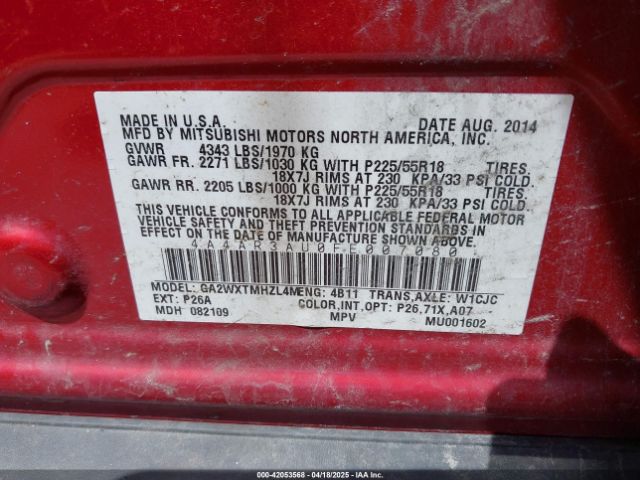 MADE IN U.S.A. DATE AUG. 2014
MFD BY MITSUBISHI MOTORS NORTH AMERICA, INC.
GVWR 4343 LBS/1970 KG
GAWR FR. 2271 LBS/1030 KG WITH P225/55R18 TIRES.
18X7J RIMS AT 230 KPA/33 PSI COLD.
GAWR RR. 2205 LBS/1000 KG WITH P225/55R18 TIRES.
18X7J RIMS AT 230 KPA/33 PSI COLD.
THIS VEHICLE CONFORMS TO ALL APPLICABLE FEDERAL MOTOR
VEHICLE SAFETY AND THEFT PREVENTION STANDARDS IN
EFFECT ON THE DATE OF MANUFACTURE SHOWN ABOVE.
4A4AR3AU0FE007080.
MODEL: GA2WXTMHZL4M ENG: 4B11 TRANS,AXLE: W1CJC
EXT: P26A COLOR,INT,OPT: P26,71X,A07
MDH 082109 MPV MU001602
000-42053568 - 04/18/2025 - IAAI